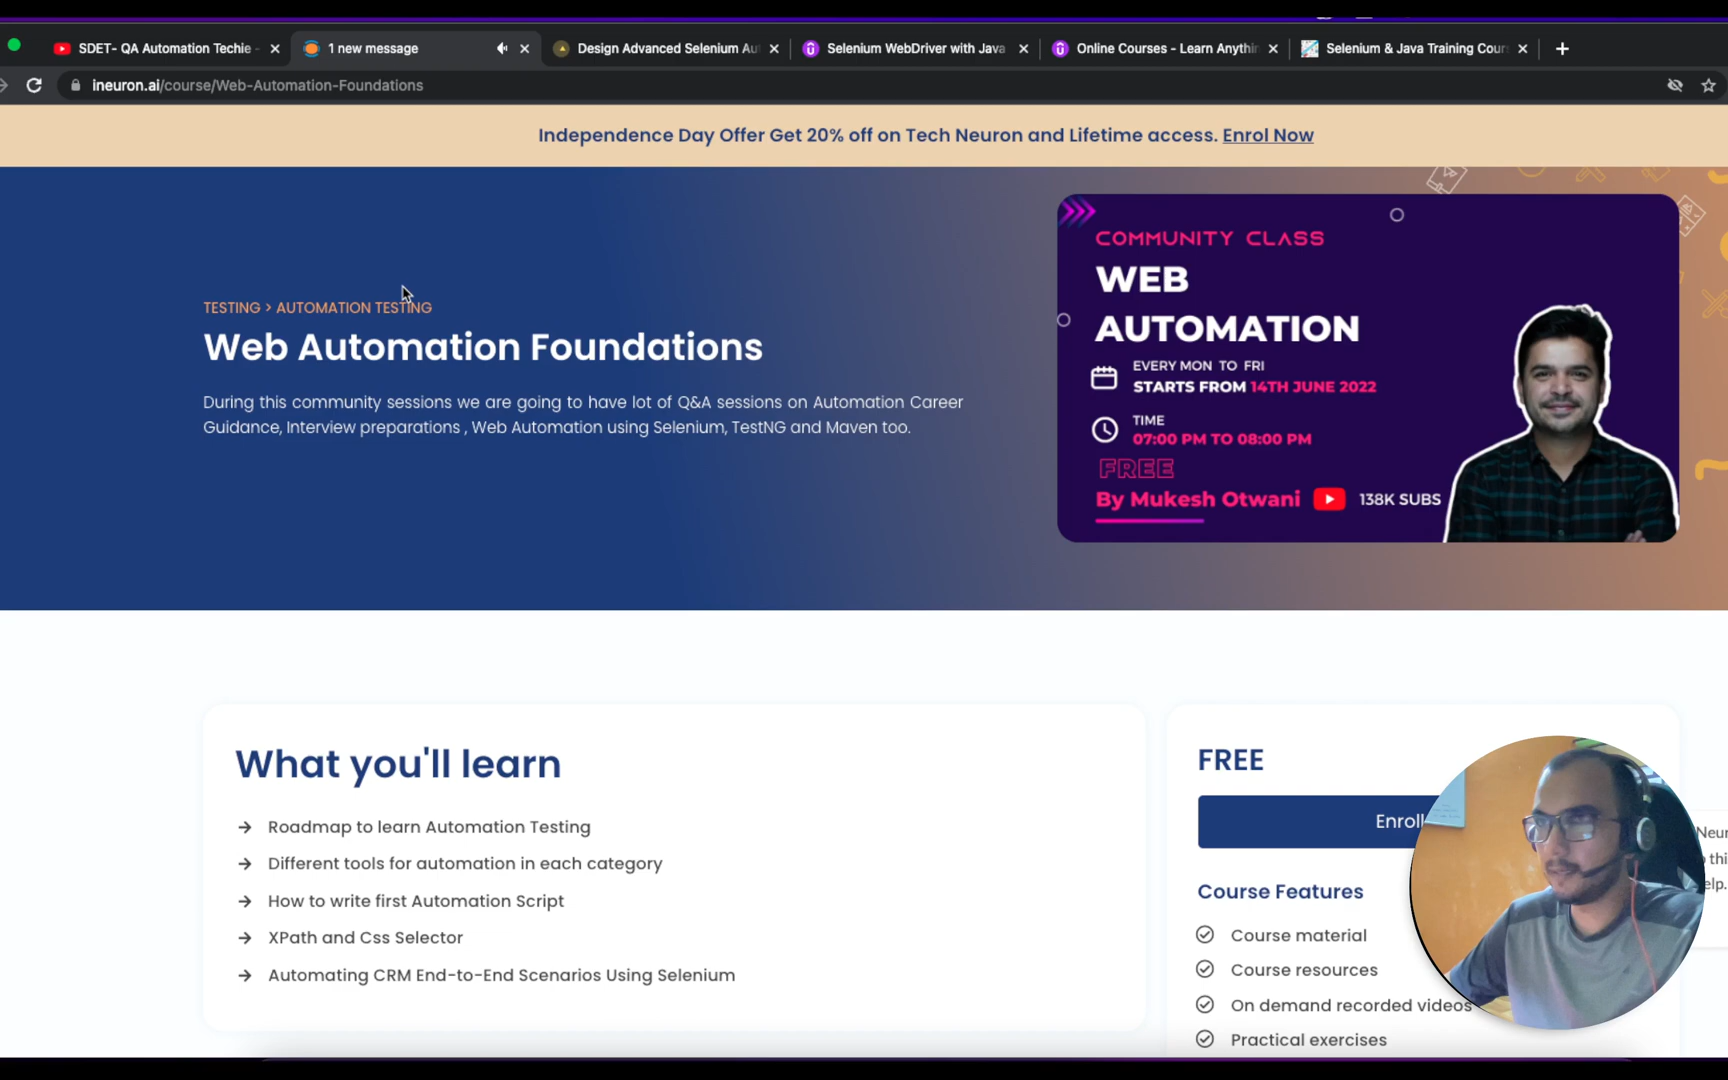 SDET- QA Automation Techie -
1 new message
Design Advanced Selenium Au
Selenium WebDriver with Java
Online Courses - Learn Anythin
Selenium & Java Training Cour
ineuron.ai/course/Web-Automation-Foundations
Independence Day Offer Get 20% off on Tech Neuron and Lifetime access. Enrol Now
TESTING > AUTOMATION TESTING
Web Automation Foundations
During this community sessions we are going to have lot of Q&A sessions on Automation Career
Guidance, Interview preparations , Web Automation using Selenium, TestNG and Maven too.
COMMUNITY CLASS
WEB
AUTOMATION
EVERY MON TO FRI
STARTS FROM 14TH JUNE 2022
TIME
07:00 PM TO 08:00 PM
FREE
By Mukesh Otwani 138K SUBS
What you'll learn
Roadmap to learn Automation Testing
Different tools for automation in each category
How to write first Automation Script
XPath and Css Selector
Automating CRM End-to-End Scenarios Using Selenium
FREE
Enroll
Course Features
Course material
Course resources
On demand recorded videos
Practical exercises
Neur
thi
elp.